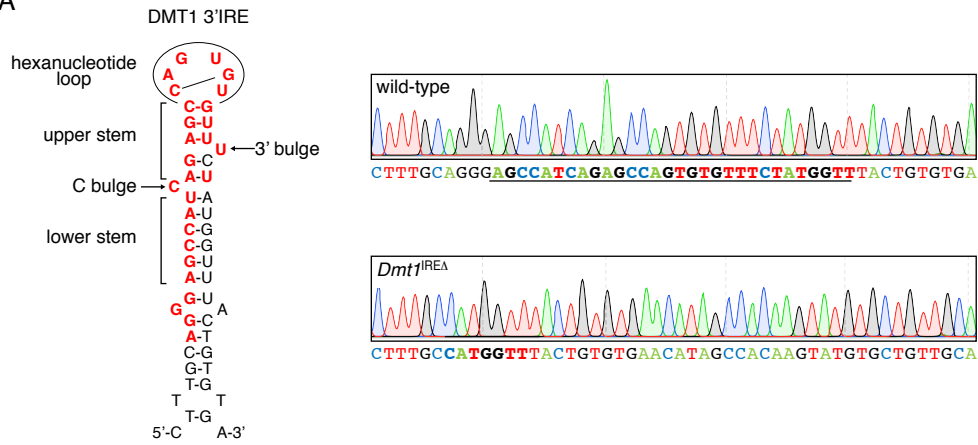 A
DMT1 3'IRE
hexanucleotide
loop
G U
A G
C U
C-G
G-U
upper stem
A-U
U
3' bulge
G-C
A-U
C bulge
C
U-A
A-U
lower stem
C-G
C-G
G-U
A-U
G-U
G A
G-C
A-T
C-G
G-T
T-G
T T
T-G
5'-C A-3'
wild-type
CTTTGCAGGGAGCCATCAGAGCCAGTGTGTTTCTATGGTTTACTGTGTGA
Dmt1IREΔ
CTTTGCCATGGTTTACTGTGTGAACATAGCCACAAGTATGTGCTGTTGCA